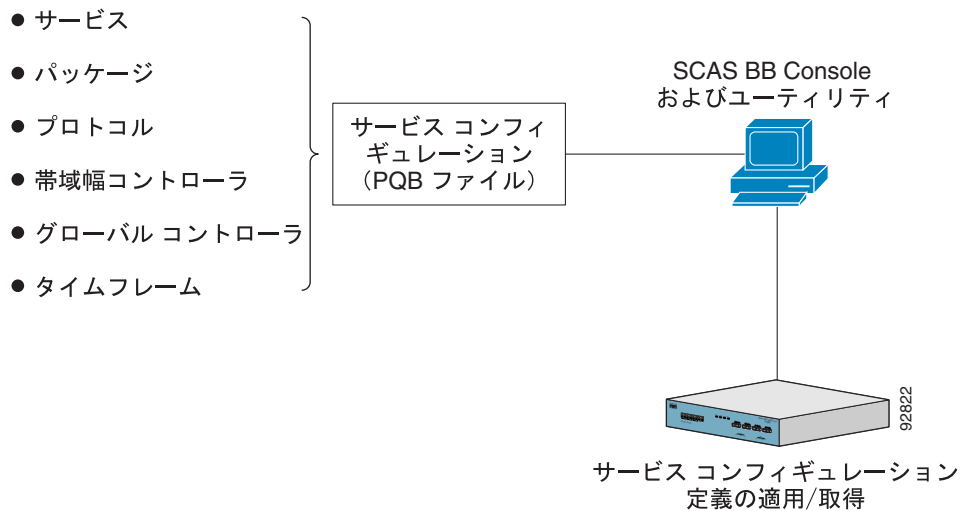 ● サービス
● パッケージ
● プロトコル
● 帯域幅コントローラ
● グローバル コントローラ
● タイムフレーム
サービス コンフィ
ギュレーション
（PQB ファイル）
SCAS BB Console
およびユーティリティ
92822
サービス コンフィギュレーション
定義の適用/取得